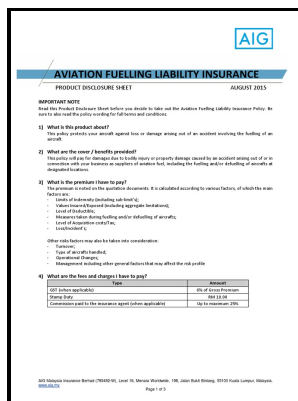 AIG
AVIATION FUELLING LIABILITY INSURANCE
PRODUCT DISCLOSURE SHEET AUGUST 2015
IMPORTANT NOTE
Read this Product Disclosure Sheet before you decide to take out the Aviation Fuelling Liability Insurance Policy. Be
sure to also read the policy wording for full terms and conditions.
1) What is this product about?
This policy protects your aircraft against loss or damage arising out of an accident involving the fuelling of an
aircraft.
2) What are the cover / benefits provided?
This policy will pay for damages due to bodily injury or property damage caused by an accident arising out of or in
connection with your business as suppliers of aviation fuel, including the fuelling and/or defuelling of aircraft at
designated locations.
3) What is the premium I have to pay?
The premium is noted on the quotation documents. It is calculated according to various factors, of which the main
factors are:
- Limits of Indemnity (including sub-limit's);
- Values Insured/Exposed (including aggregate limitations);
- Level of Deductible;
- Measures taken during fuelling and/or defuelling of aircrafts;
- Level of Acquisition costs/Tax;
- Loss/Incident's;
Other risk factors may also be taken into consideration:
- Turnover;
- Type of aircrafts handled;
- Operational Changes;
- Management including other general factors that may affect the risk profile
4) What are the fees and charges I have to pay?
Type Amount
GST (when applicable) 6% of Gross Premium
Stamp Duty RM 10.00
Commission paid to the insurance agent (when applicable) Up to maximum 25%
AIG Malaysia Insurance Berhad (795492-W), Level 18, Menara Worldwide, 198, Jalan Bukit Bintang, 55100 Kuala Lumpur, Malaysia.
www.aig.my
Page 1 of 3